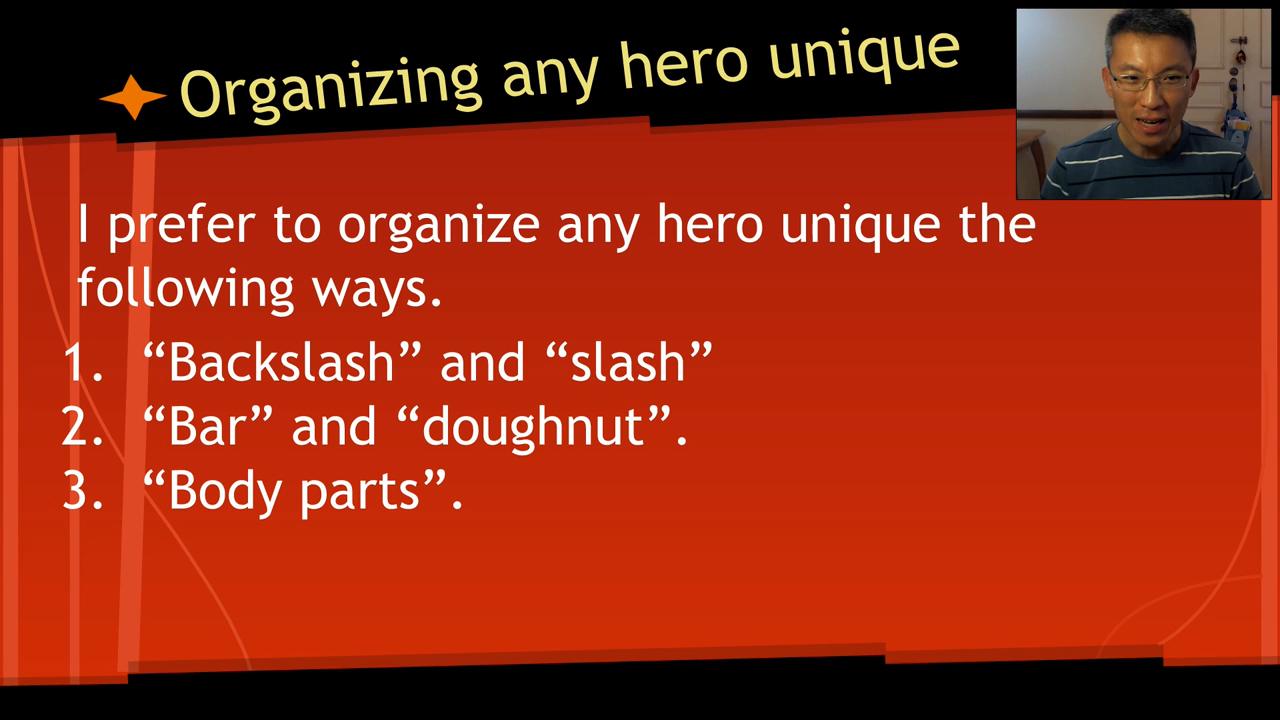 Organizing any hero unique
I prefer to organize any hero unique the
following ways.
1. “Backslash” and “slash”
2. “Bar” and “doughnut”.
3. “Body parts”.